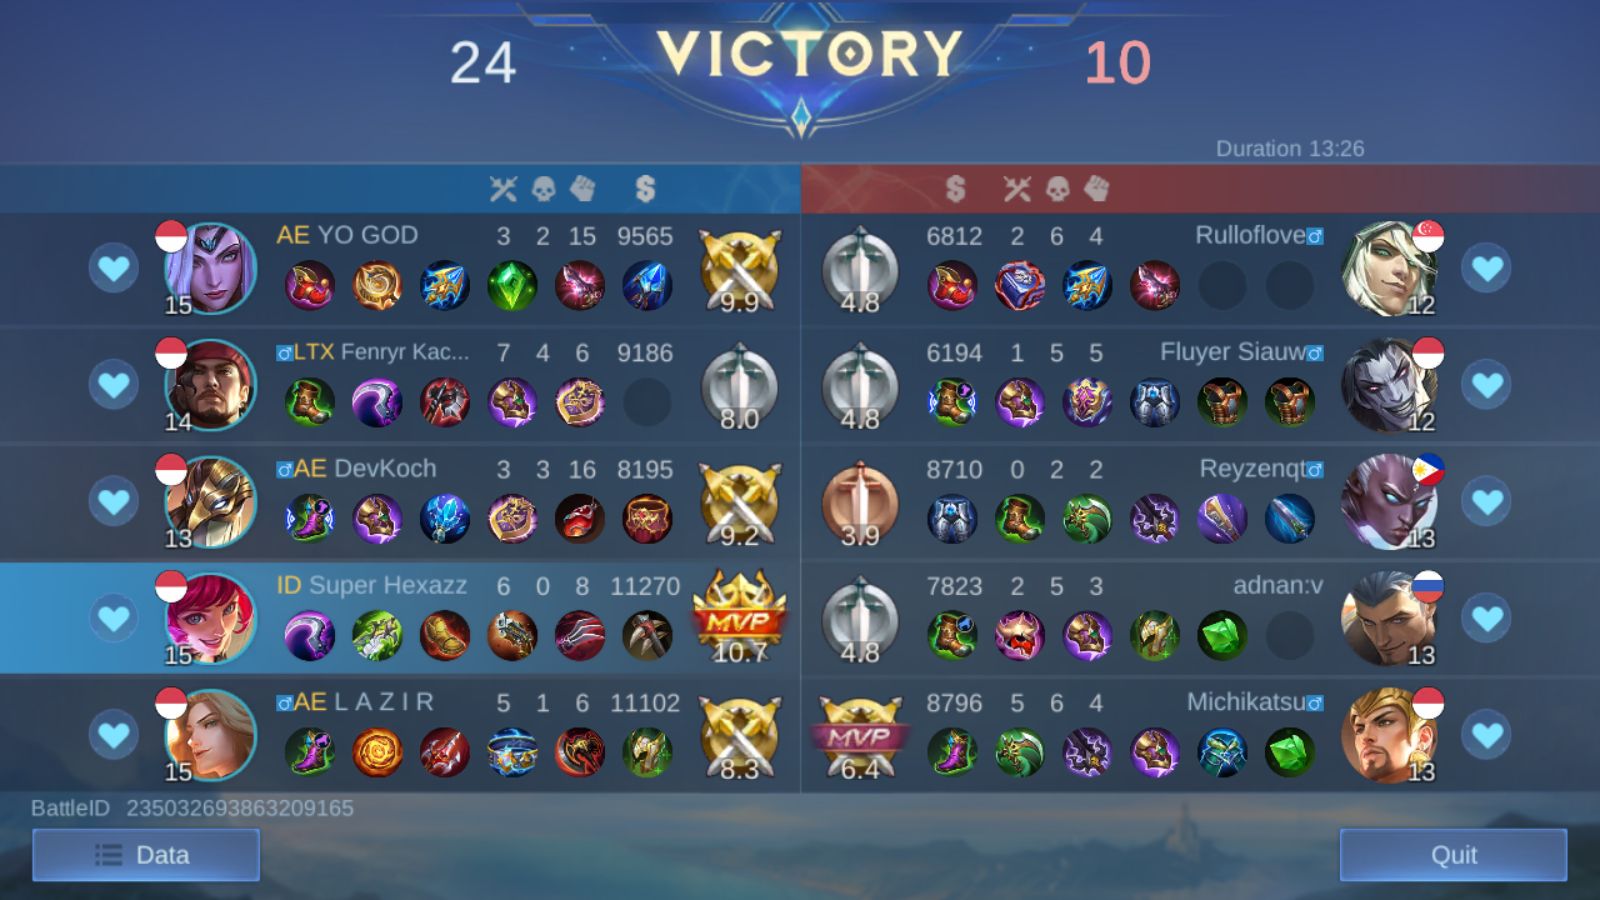 24 VICTORY 10
Duration 13:26
AE YO GOD 3 2 15 9565
15 9.9
6812 2 6 4 Rulloflove
4.8 12
LTX Fenryr Kac... 7 4 6 9186
14 8.0
6194 1 5 5 Fluyer Siauw
4.8 12
AE DevKoch 3 3 16 8195
13 9.2
8710 0 2 2 Reyzenqt
3.9 13
ID Super Hexazz 6 0 8 11270
15 MVP 10.7
7823 2 5 3 adnan:v
4.8 13
AE L A Z I R 5 1 6 11102
15 8.3
8796 5 6 4 Michikatsu
MVP 6.4 13
BattleID 235032693863209165
Data Quit